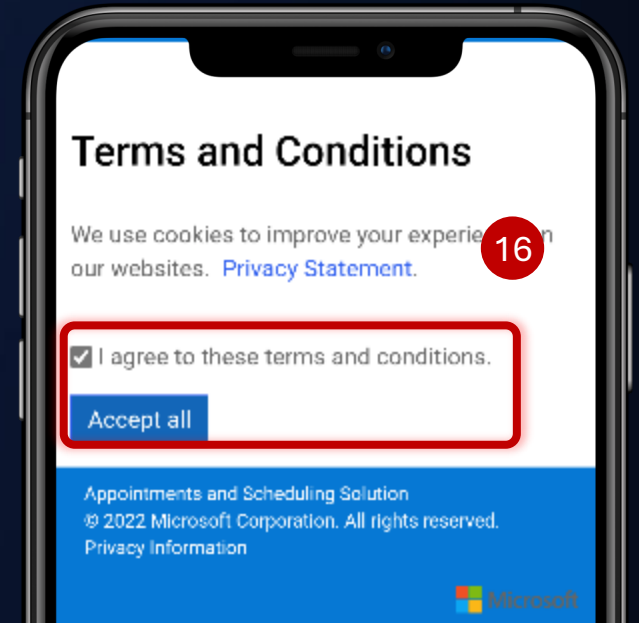 Terms and Conditions
We use cookies to improve your experie n
16
our websites. Privacy Statement.
I agree to these terms and conditions.
Accept all
Appointments and Scheduling Solution
© 2022 Microsoft Corporation. All rights reserved.
Privacy Information
Microsoft